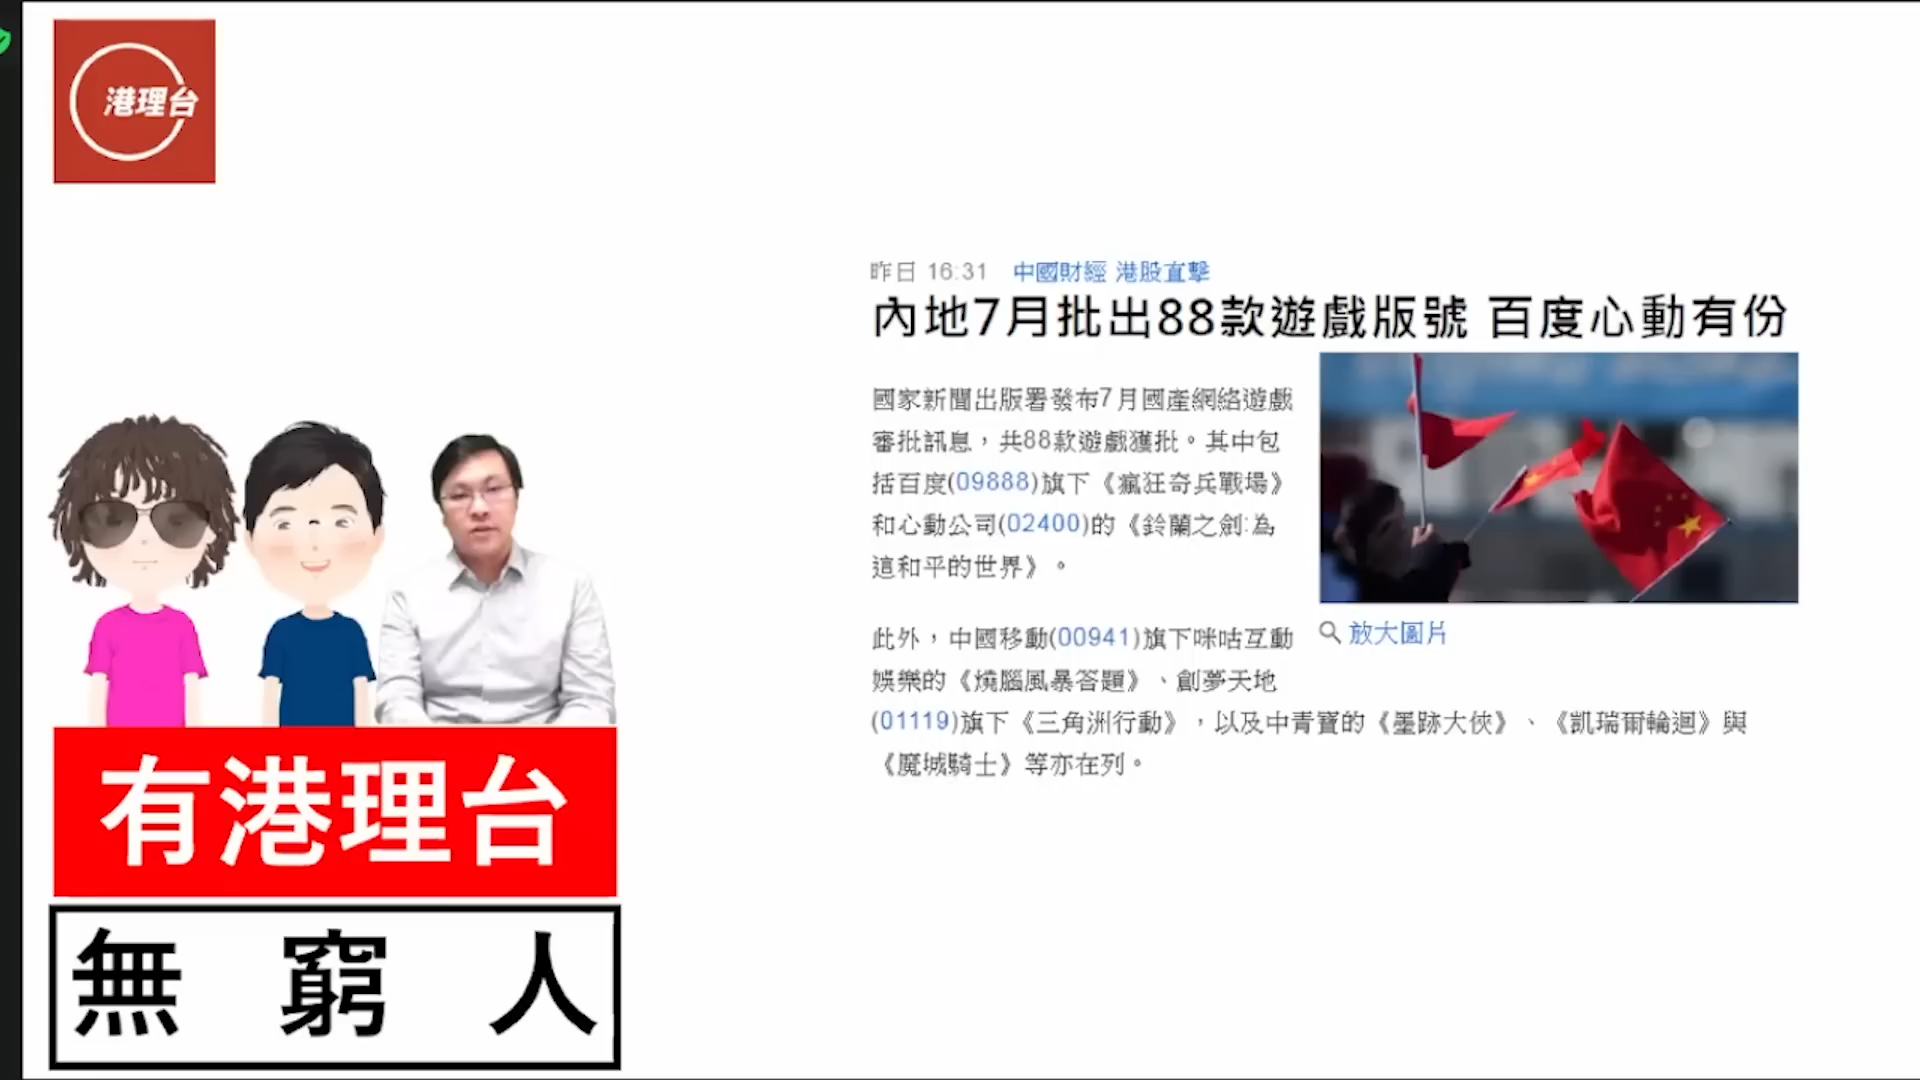 港理台
昨日 16:31 中國財經 港股直擊
內地7月批出88款遊戲版號 百度心動有份
國家新聞出版署發布7月國產網絡遊戲
審批訊息，共88款遊戲獲批。其中包
括百度(09888)旗下《瘋狂奇兵戰場》
和心動公司(02400)的《鈴蘭之劍:為
這和平的世界》。
放大圖片
此外，中國移動(00941)旗下咪咕互動
娛樂的《燒腦風暴答題》、創夢天地
(01119)旗下《三角洲行動》，以及中青寶的《墨跡大俠》、《凱瑞爾輪迴》與
《魔城騎士》等亦在列。
有港理台
無窮人